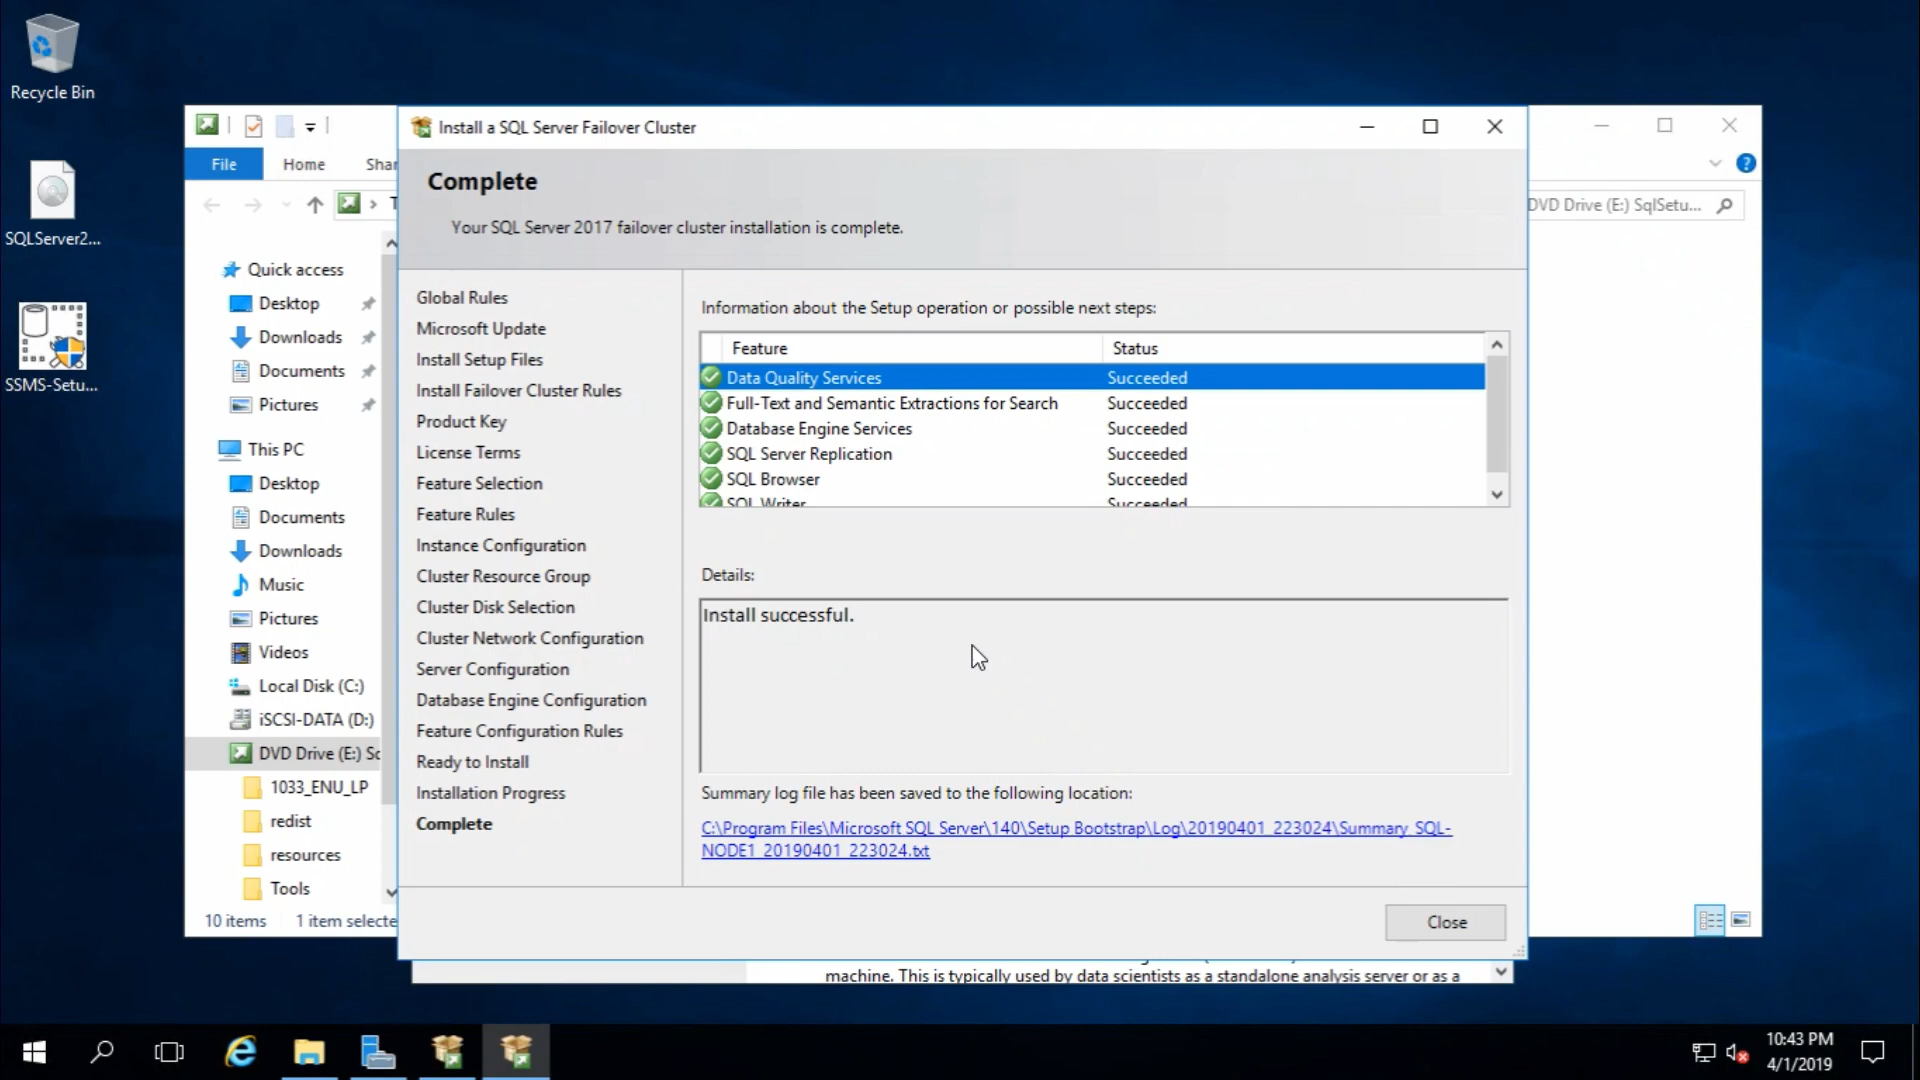 Recycle Bin
SQLServer2...
SSMS-Setu...
File
Home
Shar
T
Quick access
Desktop
Downloads
Documents
Pictures
This PC
Desktop
Documents
Downloads
Music
Pictures
Videos
Local Disk (C:)
iSCSI-DATA (D:)
DVD Drive (E:) Sc
1033_ENU_LP
redist
resources
Tools
10 items 1 item selecte
Install a SQL Server Failover Cluster
Complete
Your SQL Server 2017 failover cluster installation is complete.
Global Rules
Microsoft Update
Install Setup Files
Install Failover Cluster Rules
Product Key
License Terms
Feature Selection
Feature Rules
Instance Configuration
Cluster Resource Group
Cluster Disk Selection
Cluster Network Configuration
Server Configuration
Database Engine Configuration
Feature Configuration Rules
Ready to Install
Installation Progress
Complete
Information about the Setup operation or possible next steps:
Feature Status
Data Quality Services Succeeded
Full-Text and Semantic Extractions for Search Succeeded
Database Engine Services Succeeded
SQL Server Replication Succeeded
SQL Browser Succeeded
SQL Writer Succeeded
Details:
Install successful.
Summary log file has been saved to the following location:
C:\Program Files\Microsoft SQL Server\140\Setup Bootstrap\Log\20190401_223024\Summary_SQL-
NODE1_20190401_223024.txt
Close
DVD Drive (E:) SqlSetu...
machine. This is typically used by data scientists as a standalone analysis server or as a
10:43 PM
4/1/2019